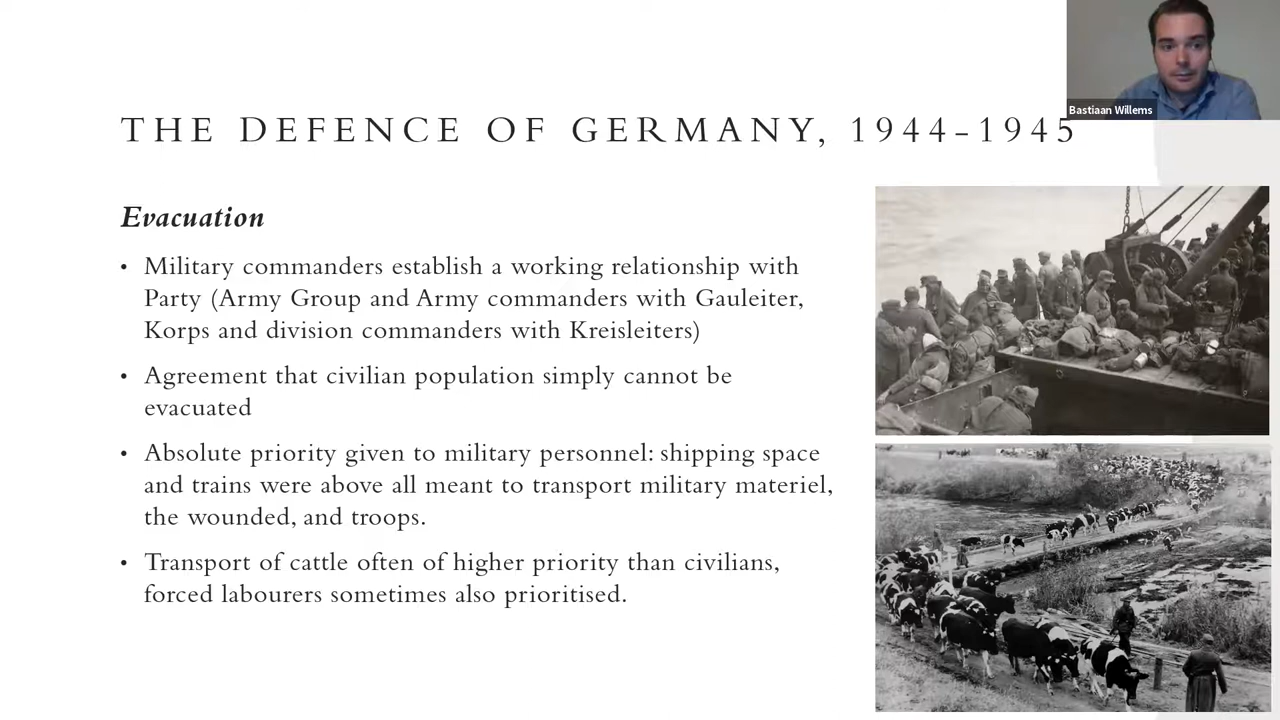 Bastiaan Willems
THE DEFENCE OF GERMANY, 1944–1945
Evacuation
• Military commanders establish a working relationship with
Party (Army Group and Army commanders with Gauleiter,
Korps and division commanders with Kreisleiters)
• Agreement that civilian population simply cannot be
evacuated
• Absolute priority given to military personnel: shipping space
and trains were above all meant to transport military materiel,
the wounded, and troops.
• Transport of cattle often of higher priority than civilians,
forced labourers sometimes also prioritised.